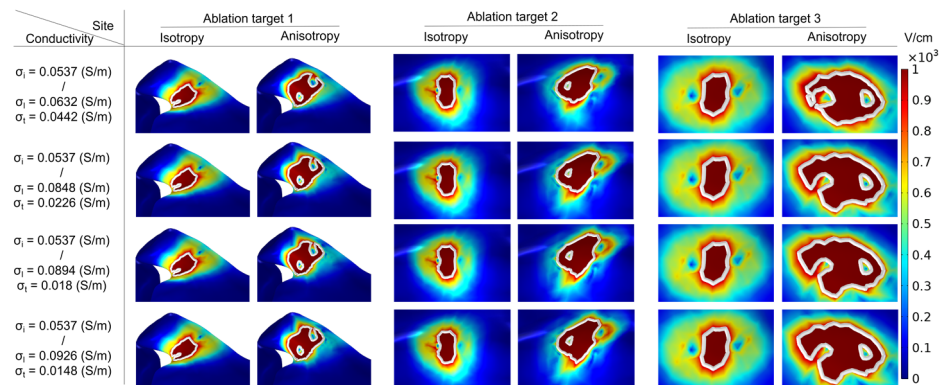 Site
Conductivity
Ablation target 1
Ablation target 2
Ablation target 3
Isotropy Anisotropy Isotropy Anisotropy Isotropy Anisotropy
V/cm
×10³
σi = 0.0537 (S/m)
/
σl = 0.0632 (S/m)
σt = 0.0442 (S/m)
σi = 0.0537 (S/m)
/
σl = 0.0848 (S/m)
σt = 0.0226 (S/m)
σi = 0.0537 (S/m)
/
σl = 0.0894 (S/m)
σt = 0.018 (S/m)
σi = 0.0537 (S/m)
/
σl = 0.0926 (S/m)
σt = 0.0148 (S/m)
1
0.9
0.8
0.7
0.6
0.5
0.4
0.3
0.2
0.1
0